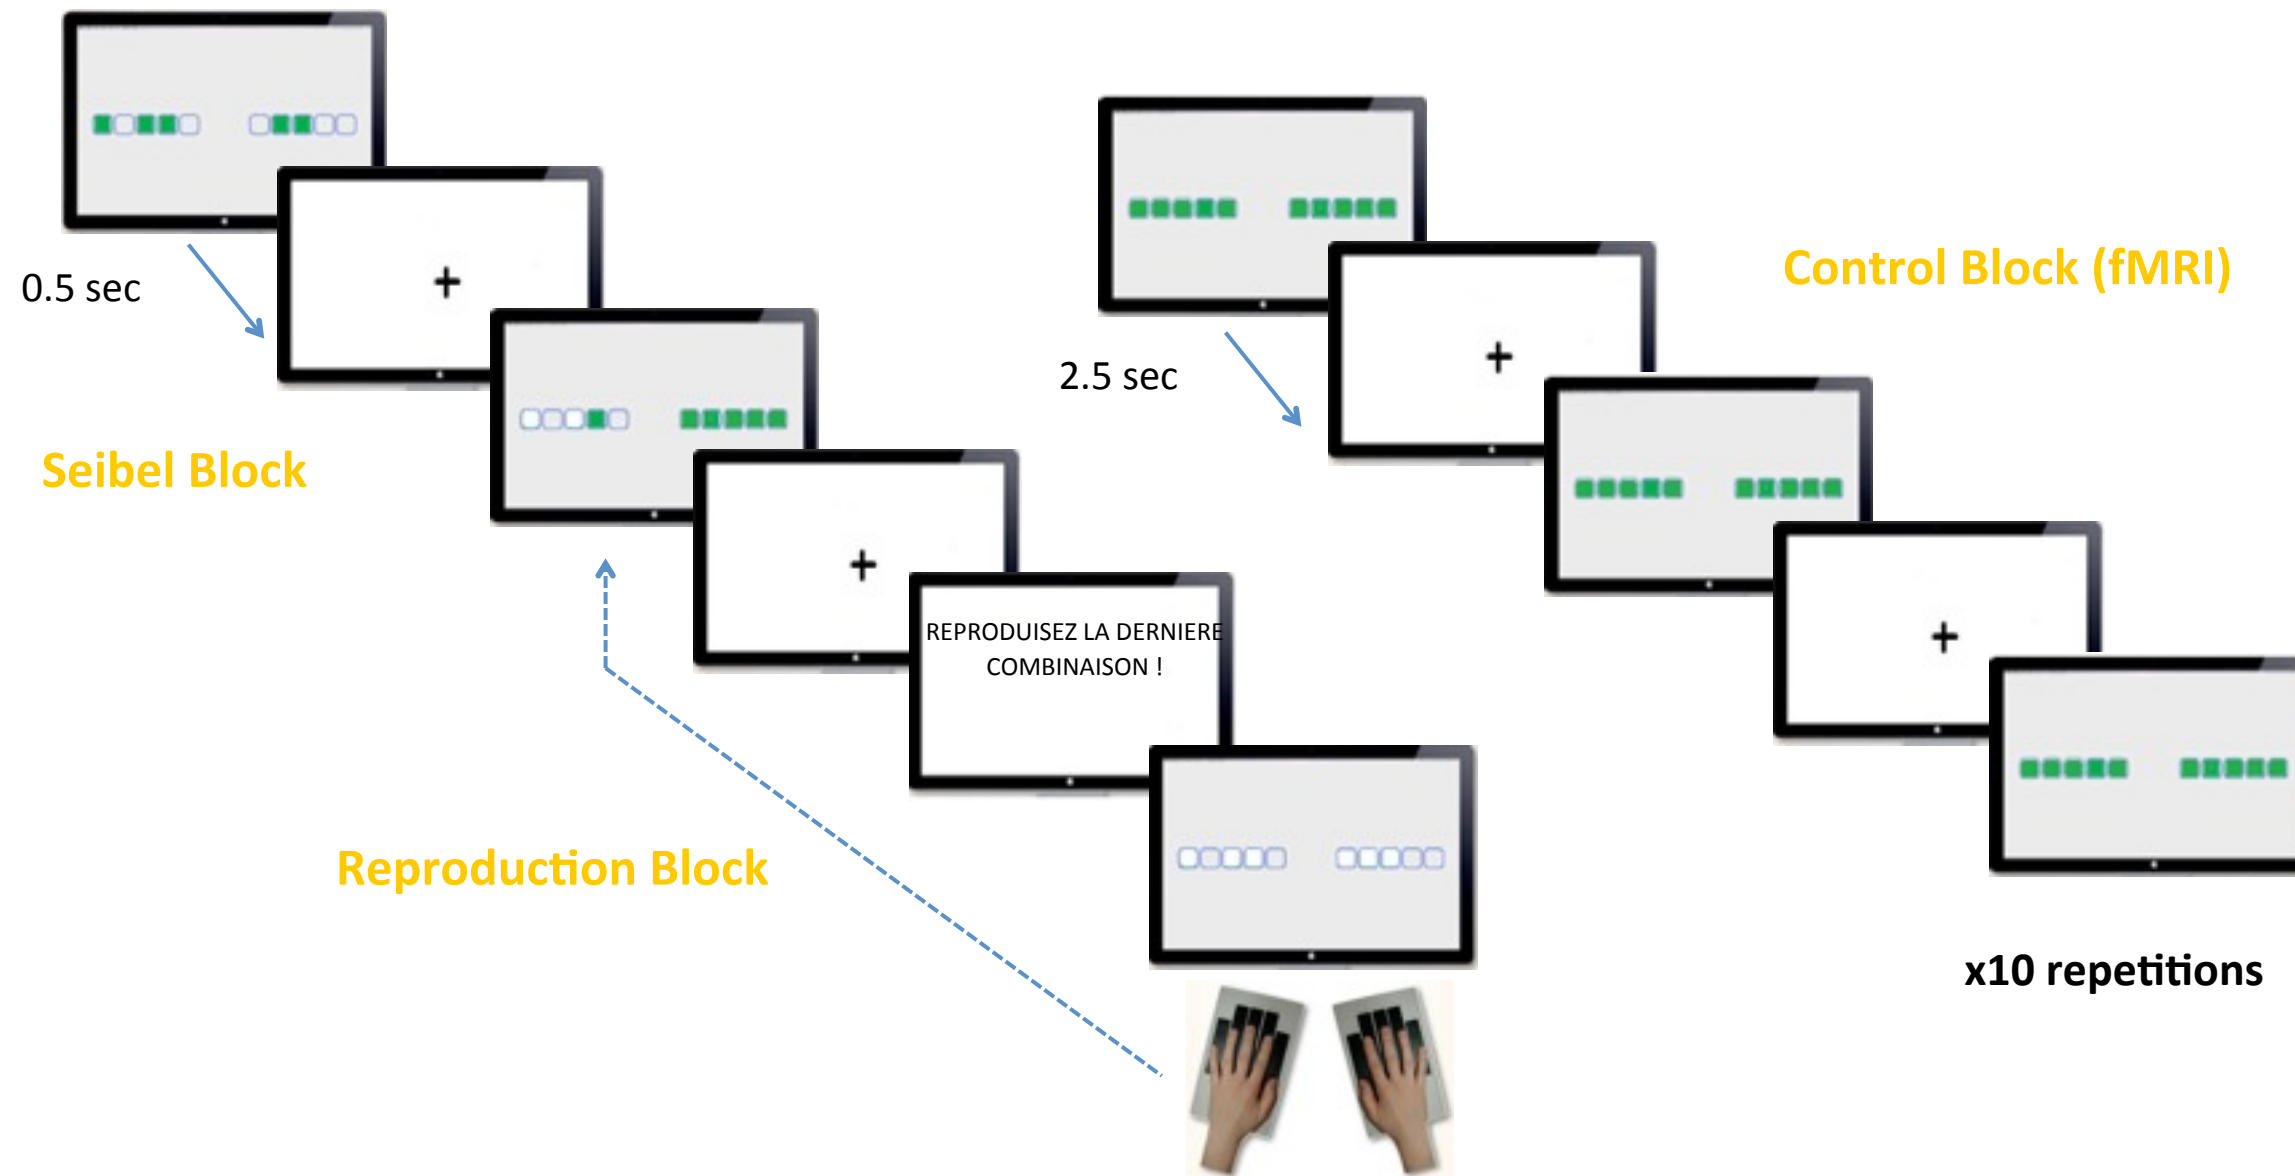 0.5 sec
Seibel Block
REPRODUISEZ LA DERNIERE
COMBINAISON !
Reproduction Block
Control Block (fMRI)
2.5 sec
x10 repetitions